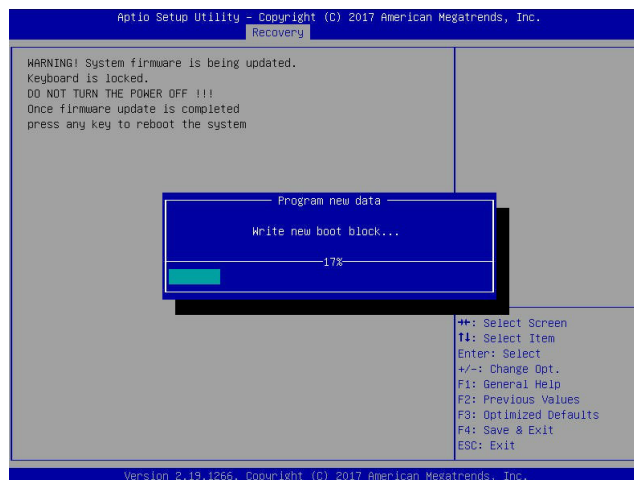 Aptio Setup Utility – Copyright (C) 2017 American Megatrends, Inc.
Recovery
WARNING! System firmware is being updated.
Keyboard is locked.
DO NOT TURN THE POWER OFF !!!
Once firmware update is completed
press any key to reboot the system
Program new data
Write new boot block...
17%
→←: Select Screen
↑↓: Select Item
Enter: Select
+/-: Change Opt.
F1: General Help
F2: Previous Values
F3: Optimized Defaults
F4: Save & Exit
ESC: Exit
Version 2.19.1266. Copyright (C) 2017 American Megatrends, Inc.